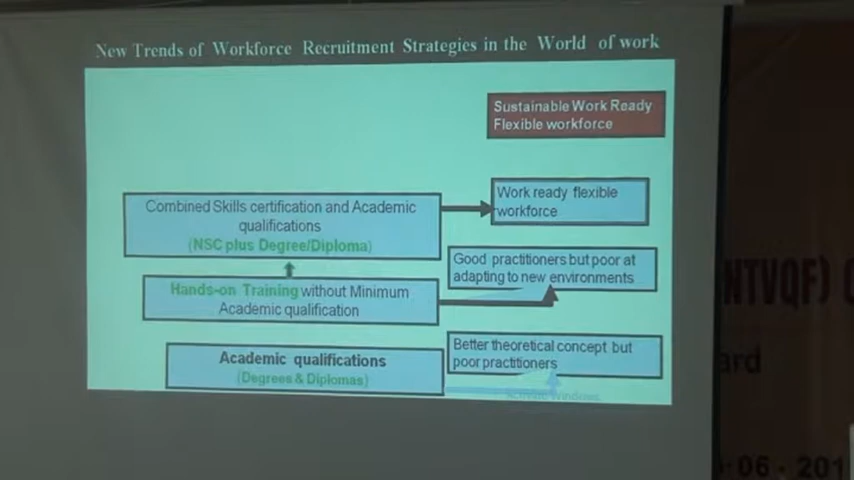 New Trends of Workforce Recruitment Strategies in the World of work
Sustainable Work Ready
Flexible workforce
Combined Skills certification and Academic
qualifications
(NSC plus Degree/Diploma)
Work ready flexible
workforce
Good practitioners but poor at
adapting to new environments
Hands-on Training without Minimum
Academic qualification
Better theoretical concept but
poor practitioners
Academic qualifications
(Degrees & Diplomas)
Activate Windows
NTVQF)
ard
06 - 201